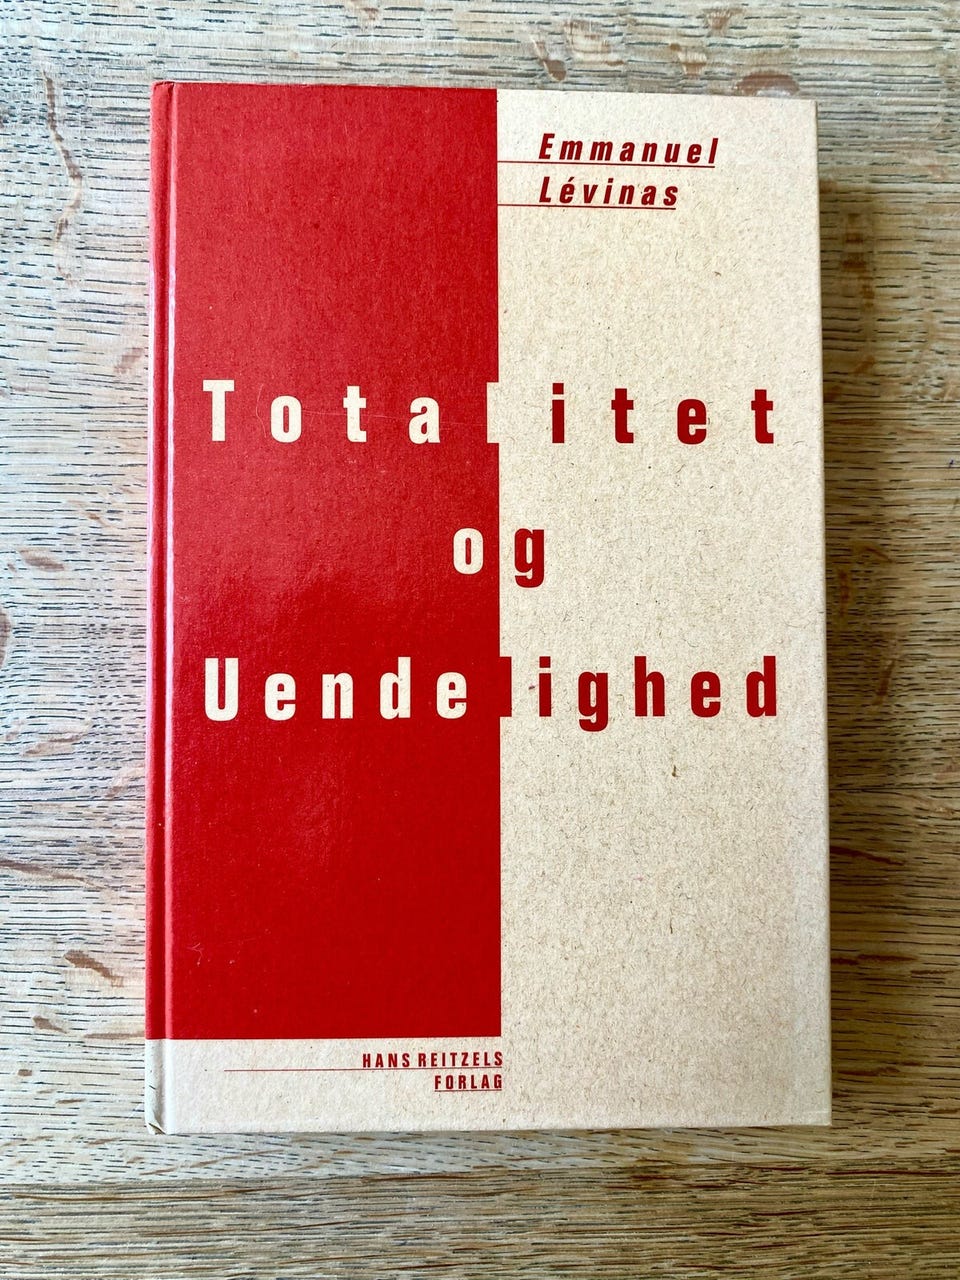 Emmanuel
Lévinas
Totalitet
og
Uendelighed
HANS REITZELS
FORLAG